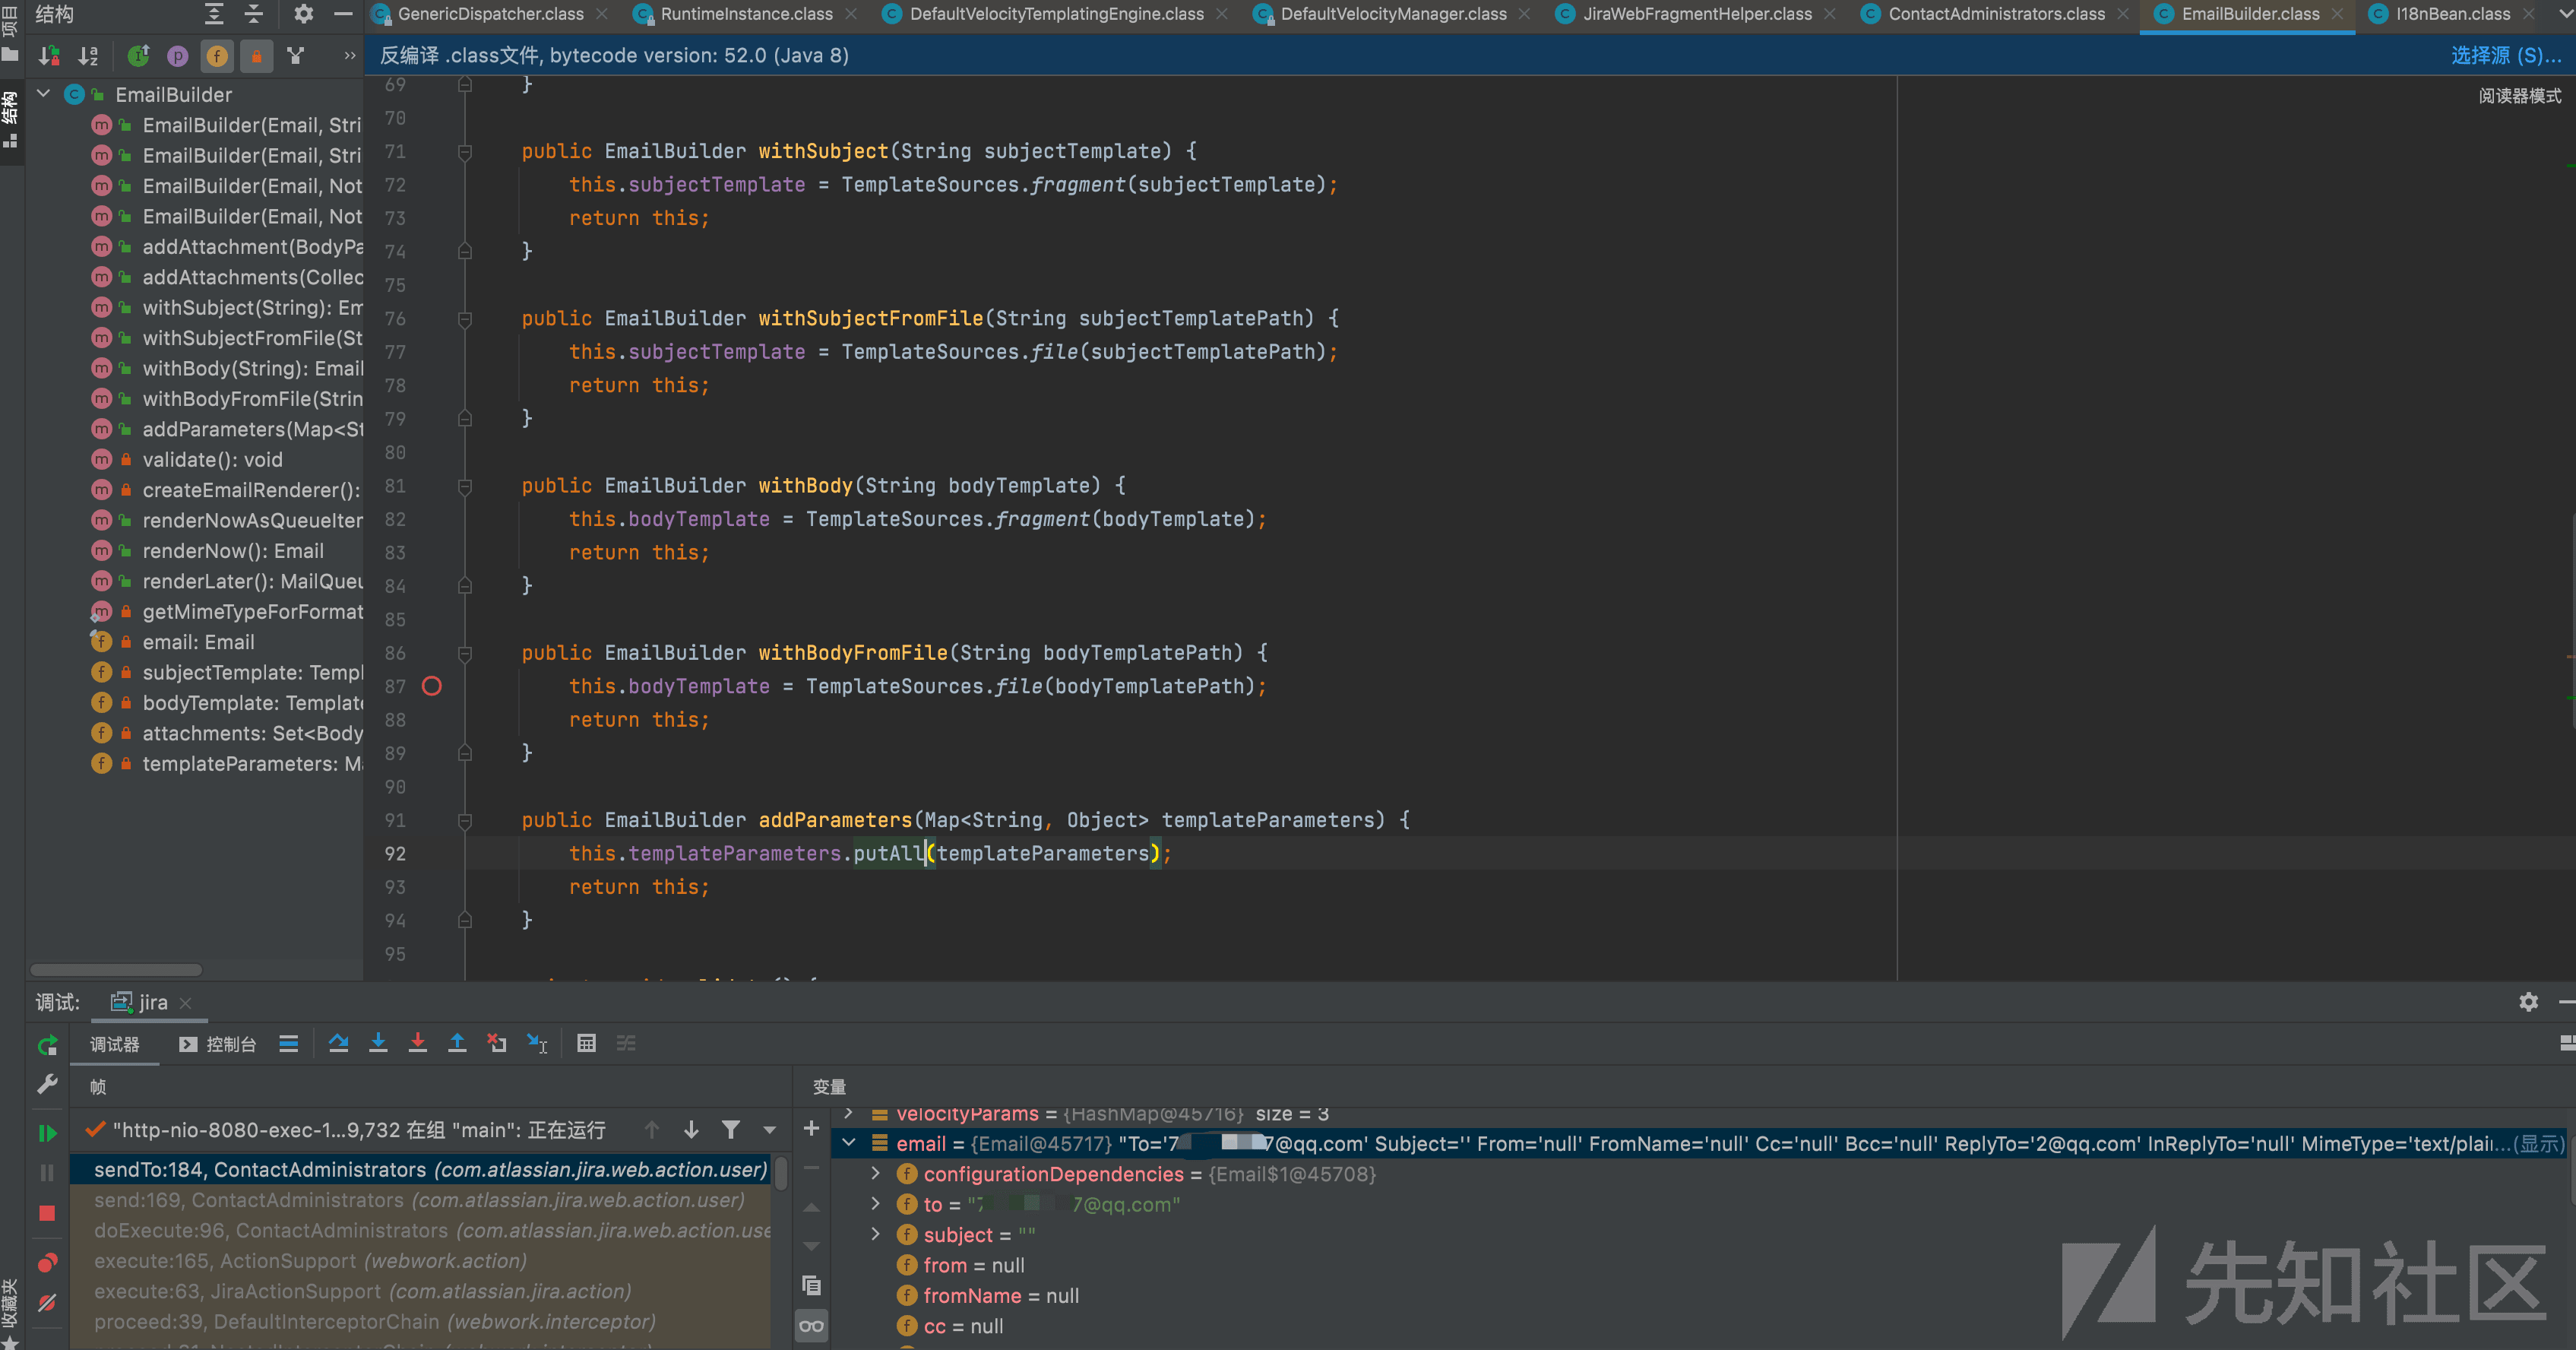 项目
结构
GenericDispatcher.class
RuntimeInstance.class
DefaultVelocityTemplatingEngine.class
DefaultVelocityManager.class
JiraWebFragmentHelper.class
ContactAdministrators.class
EmailBuilder.class
I18nBean.class
反编译 .class文件, bytecode version: 52.0 (Java 8)
选择源 (S)...
阅读器模式
结构
EmailBuilder
EmailBuilder(Email, Stri
EmailBuilder(Email, Stri
EmailBuilder(Email, Not
EmailBuilder(Email, Not
addAttachment(BodyPa
addAttachments(Collec
withSubject(String): Em
withSubjectFromFile(St
withBody(String): Email
withBodyFromFile(Strin
addParameters(Map<St
validate(): void
createEmailRenderer():
renderNowAsQueueIter
renderNow(): Email
renderLater(): MailQueu
getMimeTypeForFormat
email: Email
subjectTemplate: Templ
bodyTemplate: Template
attachments: Set<Body
templateParameters: Ma
69 }
70
71 public EmailBuilder withSubject(String subjectTemplate) {
72 this.subjectTemplate = TemplateSources.fragment(subjectTemplate);
73 return this;
74 }
75
76 public EmailBuilder withSubjectFromFile(String subjectTemplatePath) {
77 this.subjectTemplate = TemplateSources.file(subjectTemplatePath);
78 return this;
79 }
80
81 public EmailBuilder withBody(String bodyTemplate) {
82 this.bodyTemplate = TemplateSources.fragment(bodyTemplate);
83 return this;
84 }
85
86 public EmailBuilder withBodyFromFile(String bodyTemplatePath) {
87 this.bodyTemplate = TemplateSources.file(bodyTemplatePath);
88 return this;
89 }
90
91 public EmailBuilder addParameters(Map<String, Object> templateParameters) {
92 this.templateParameters.putAll(templateParameters);
93 return this;
94 }
95
调试: jira
调试器 控制台
帧
变量
"http-nio-8080-exec-1...9,732 在组 "main": 正在运行
sendTo:184, ContactAdministrators (com.atlassian.jira.web.action.user)
send:169, ContactAdministrators (com.atlassian.jira.web.action.user)
doExecute:96, ContactAdministrators (com.atlassian.jira.web.action.use
execute:165, ActionSupport (webwork.action)
execute:63, JiraActionSupport (com.atlassian.jira.action)
proceed:39, DefaultInterceptorChain (webwork.interceptor)
velocityParams = {HashMap@45716} size = 3
email = {Email@45717} "To='7 7@qq.com' Subject='' From='null' FromName='null' Cc='null' Bcc='null' ReplyTo='2@qq.com' InReplyTo='null' MimeType='text/plai...(显示)
configurationDependencies = {Email$1@45708}
to = "7 7@qq.com"
subject = ""
from = null
fromName = null
cc = null
收藏夹
先知社区